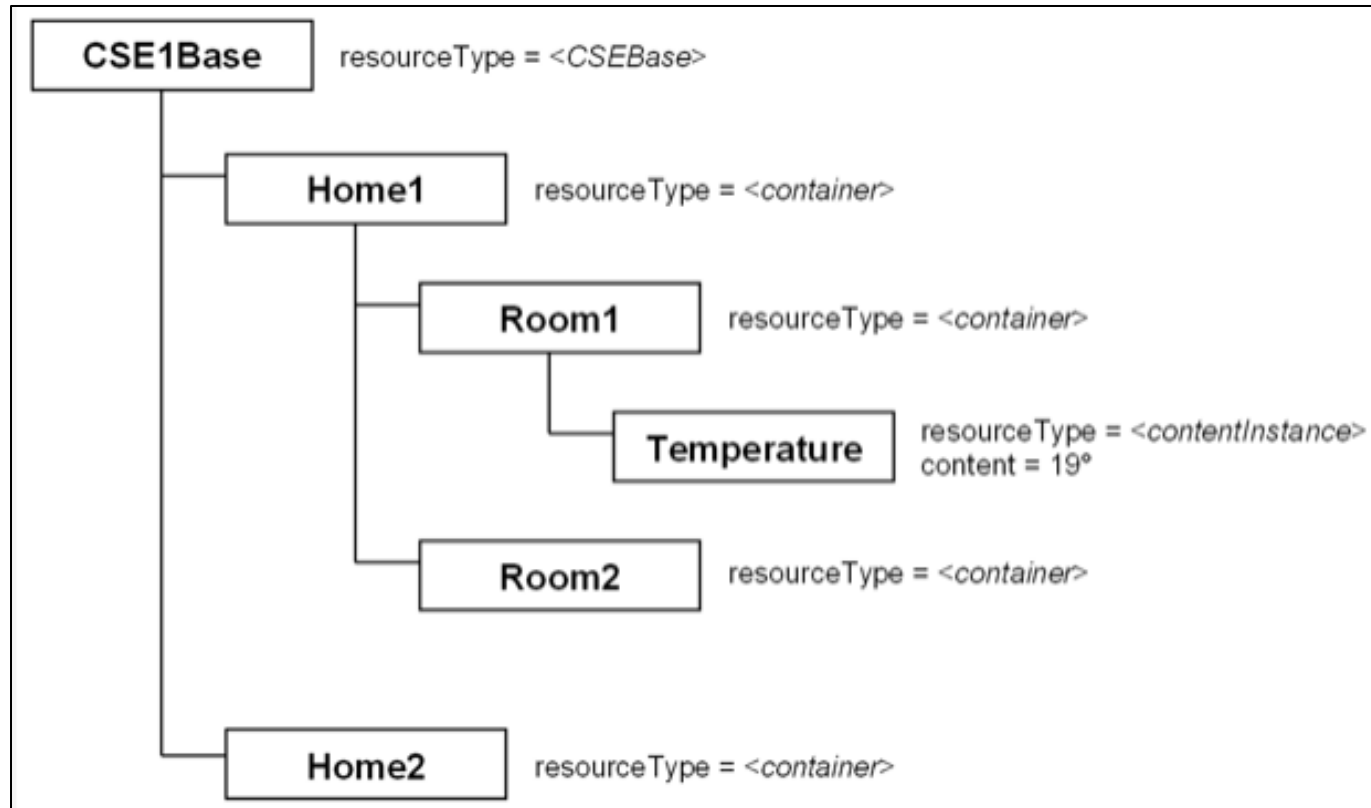 CSE1Base
resourceType = <CSEBase>
Home1
resourceType = <container>
Room1
resourceType = <container>
Temperature
resourceType = <contentInstance>
content = 19°
Room2
resourceType = <container>
Home2
resourceType = <container>